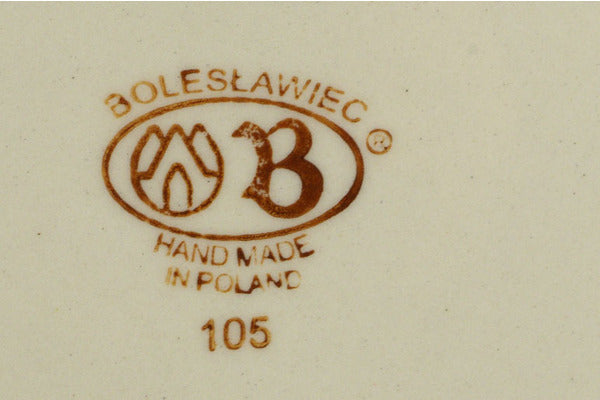 BOLESŁAWIEC ®
B
HAND MADE
IN POLAND
105